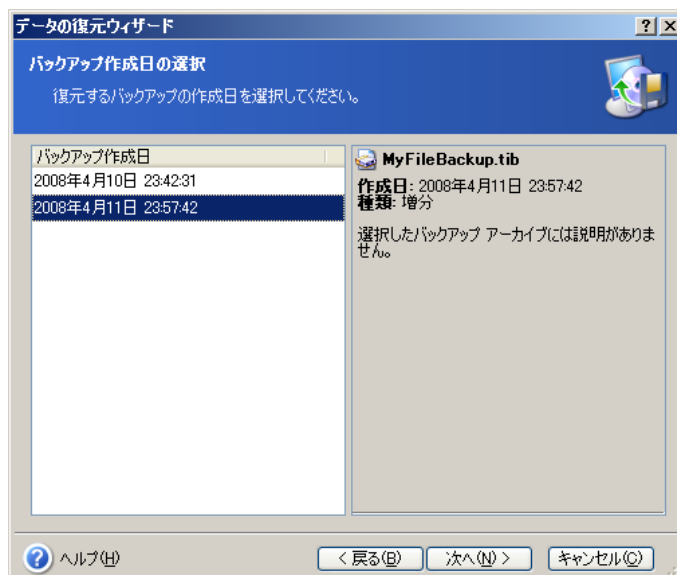 データの復元ウィザード
バックアップ作成日の選択
復元するバックアップの作成日を選択してください。
バックアップ作成日
2008年4月10日 23:42:31
2008年4月11日 23:57:42
MyFileBackup.tib
作成日: 2008年4月11日 23:57:42
種類: 増分
選択したバックアップ アーカイブには説明がありま
せん。
ヘルプ(H)
< 戻る(B)
次へ(N) >
キャンセル(C)